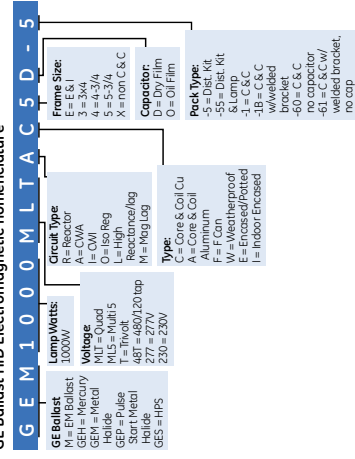 GE Ballast HID Electromagnetic Nomenclature
G E M 1 0 0 0 M L T A C 5 D - 5
GE Ballast
M = EM Ballast
GEH = Mercury
GEM = Metal
Halide
GEP = Pulse
Start Metal
Halide
GES = HPS
Lamp Watts:
1000W
Voltage:
MLT = Quad
ML5 = Multi 5
T = Trivolt
48T = 480/120 tap
277 = 277V
230 = 230V
Circuit Type:
R = Reactor
A = CWA
I = CWI
O = Iso Reg
L = High
Reactance/lag
M = Mag Lag
Type:
C = Core & Coil Cu
A = Core & Coil
Aluminum
F = F Can
W = Weatherproof
E = Encased/Potted
I = Indoor Encased
Frame Size:
E = E & I
3 = 3x4
4 = 4-3/4
5 = 5-3/4
X = non C & C
Capacitor:
D = Dry Film
O = Oil Film
Pack Type:
-5 = Dist. Kit
-55 = Dist. Kit
& Lamp
-1 = C & C
-1B = C & C
w/welded
bracket
-60 = C & C
no capacitor
-61 = C & C w/
welded bracket,
no cap